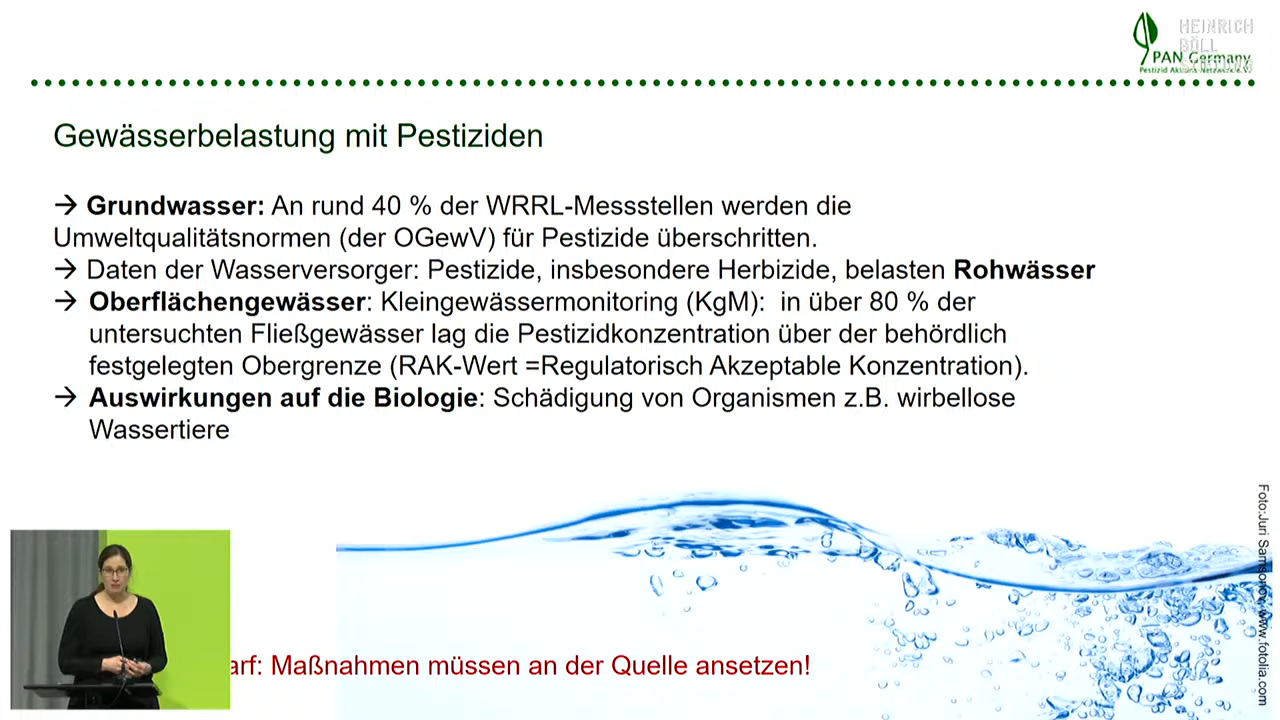 HEINRICH
BÖLL
PAN Germany
Pestizid Aktions-Netzwerk e.V.
Gewässerbelastung mit Pestiziden
→ Grundwasser: An rund 40 % der WRRL-Messstellen werden die
Umweltqualitätsnormen (der OGewV) für Pestizide überschritten.
→ Daten der Wasserversorger: Pestizide, insbesondere Herbizide, belasten Rohwässer
→ Oberflächengewässer: Kleingewässermonitoring (KgM): in über 80 % der
untersuchten Fließgewässer lag die Pestizidkonzentration über der behördlich
festgelegten Obergrenze (RAK-Wert =Regulatorisch Akzeptable Konzentration).
→ Auswirkungen auf die Biologie: Schädigung von Organismen z.B. wirbellose
Wassertiere
arf: Maßnahmen müssen an der Quelle ansetzen!
Foto:Juri Samsonov, www.fotolia.com